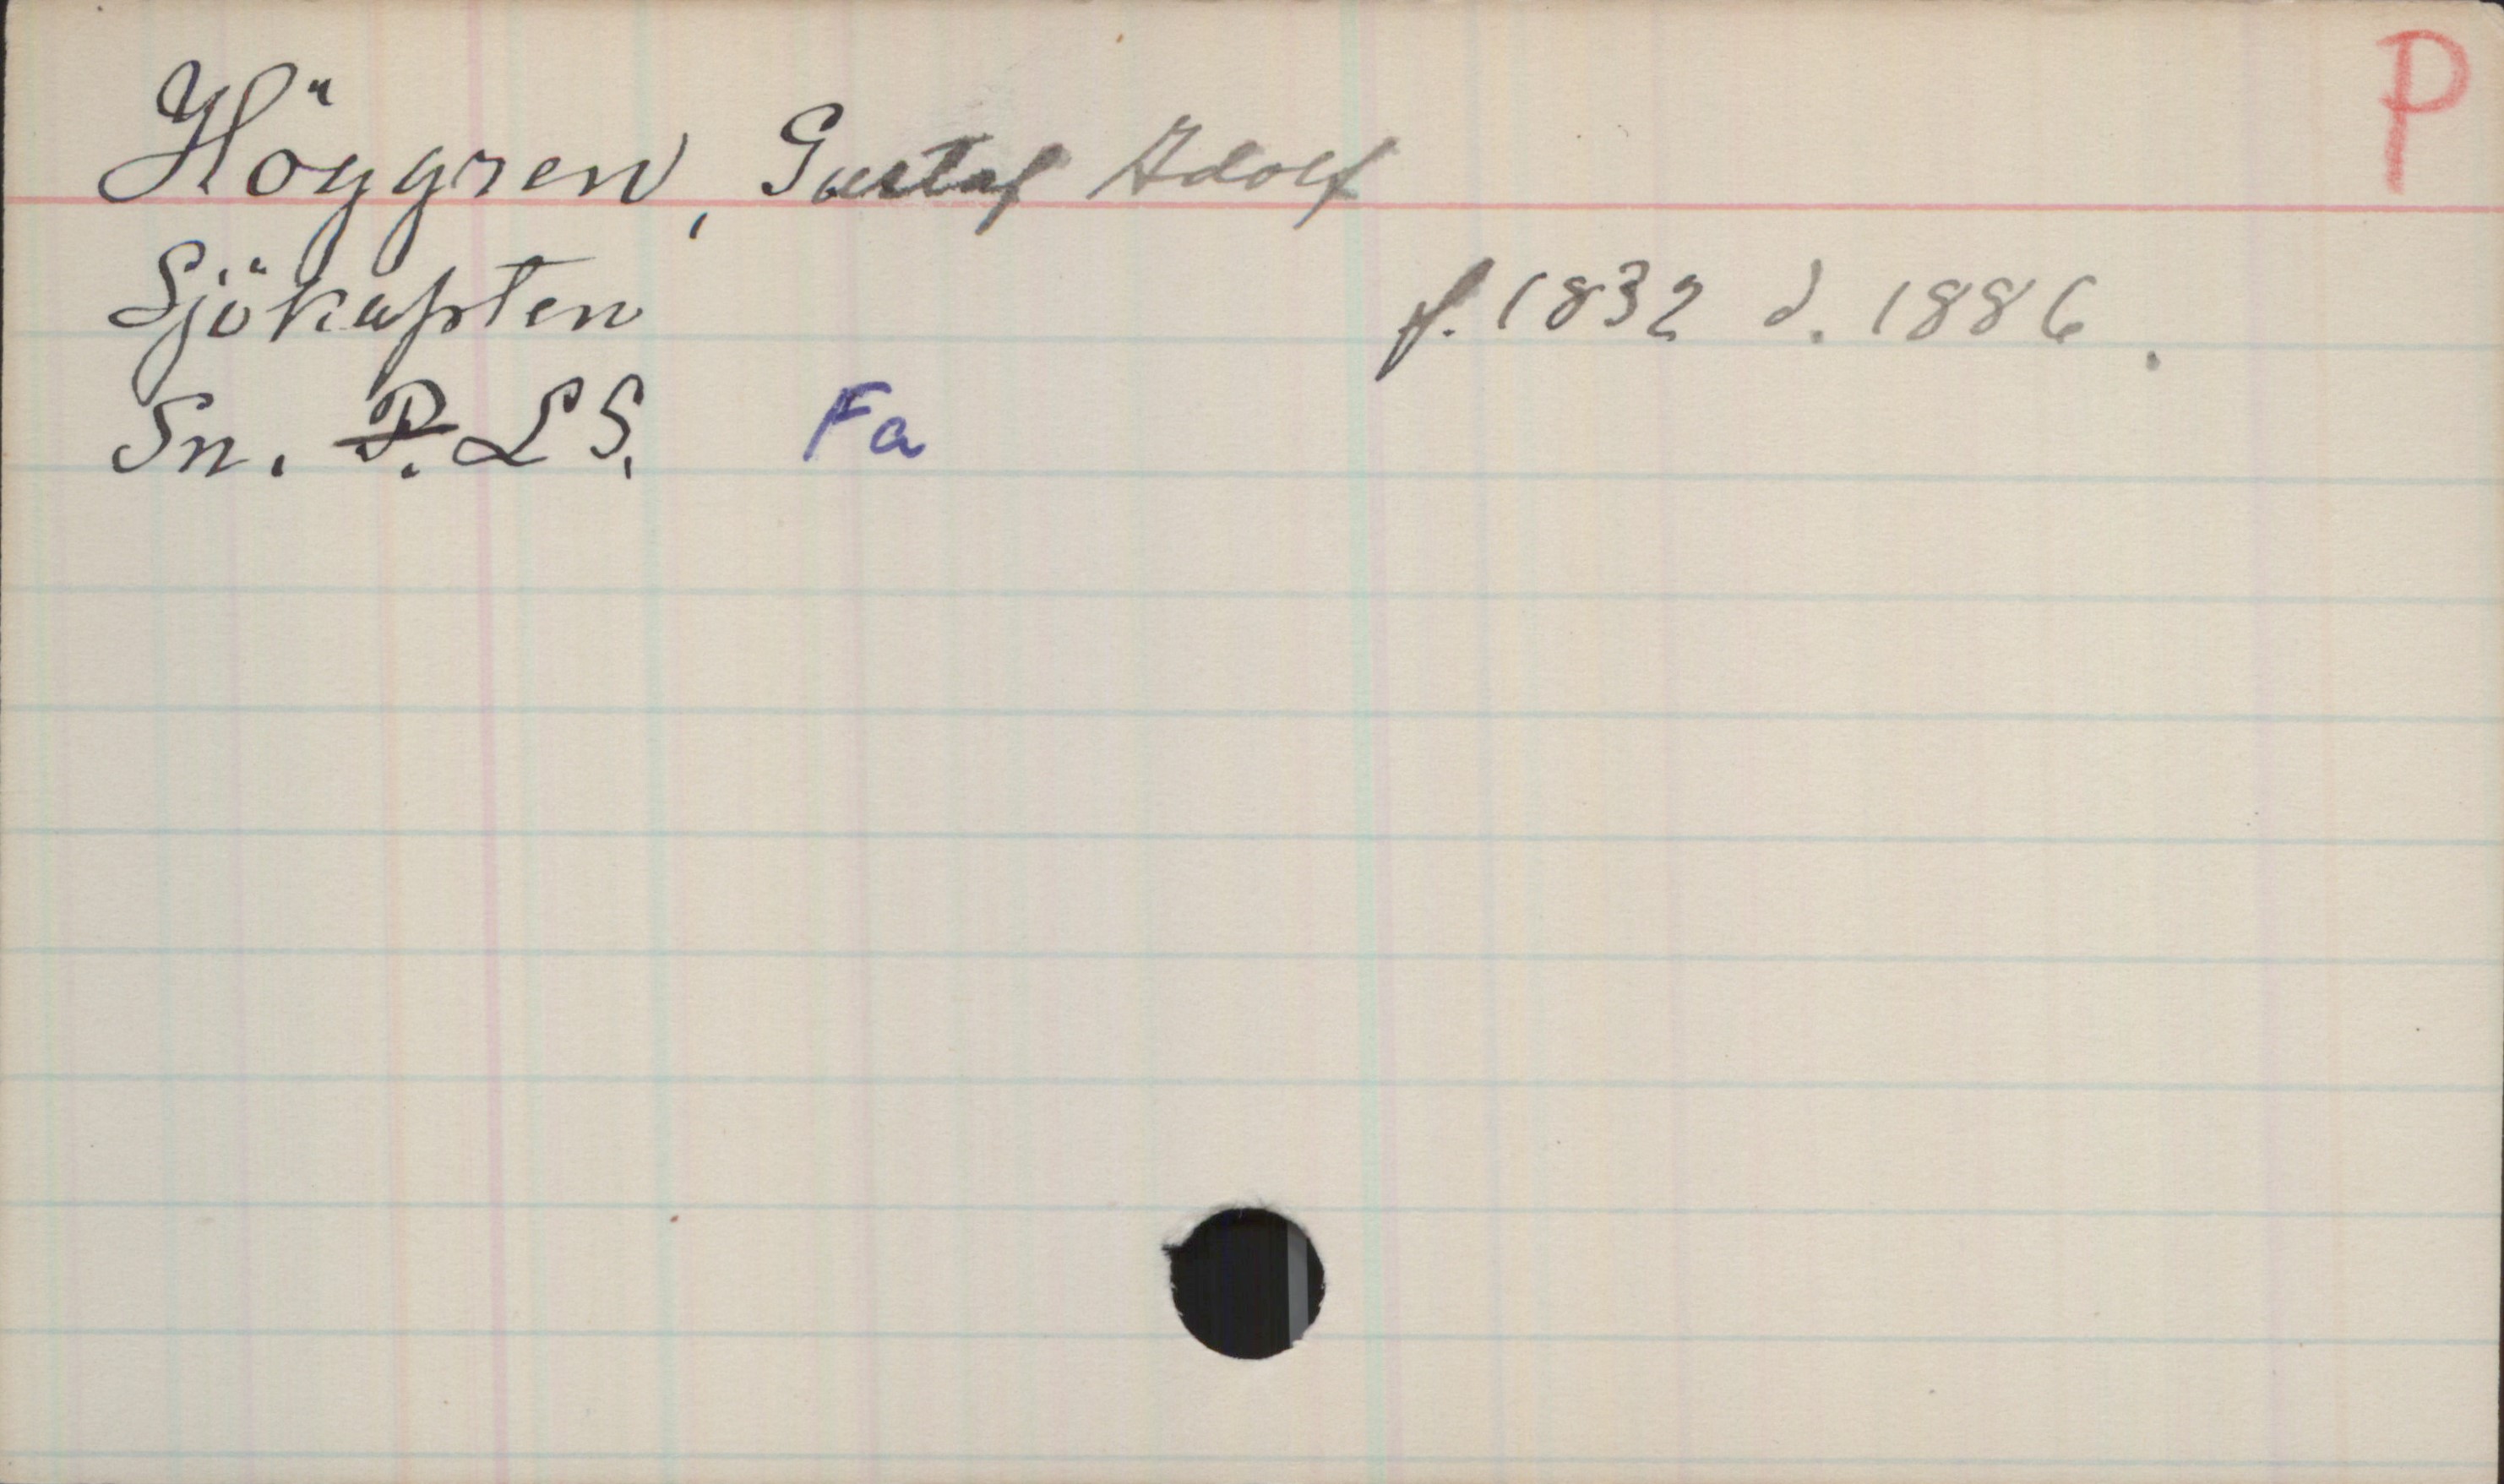 P
Höggren, Gustaf Adolf
Sjökapten f. 1832 d. 1886.
Sn. P. L S. Fa